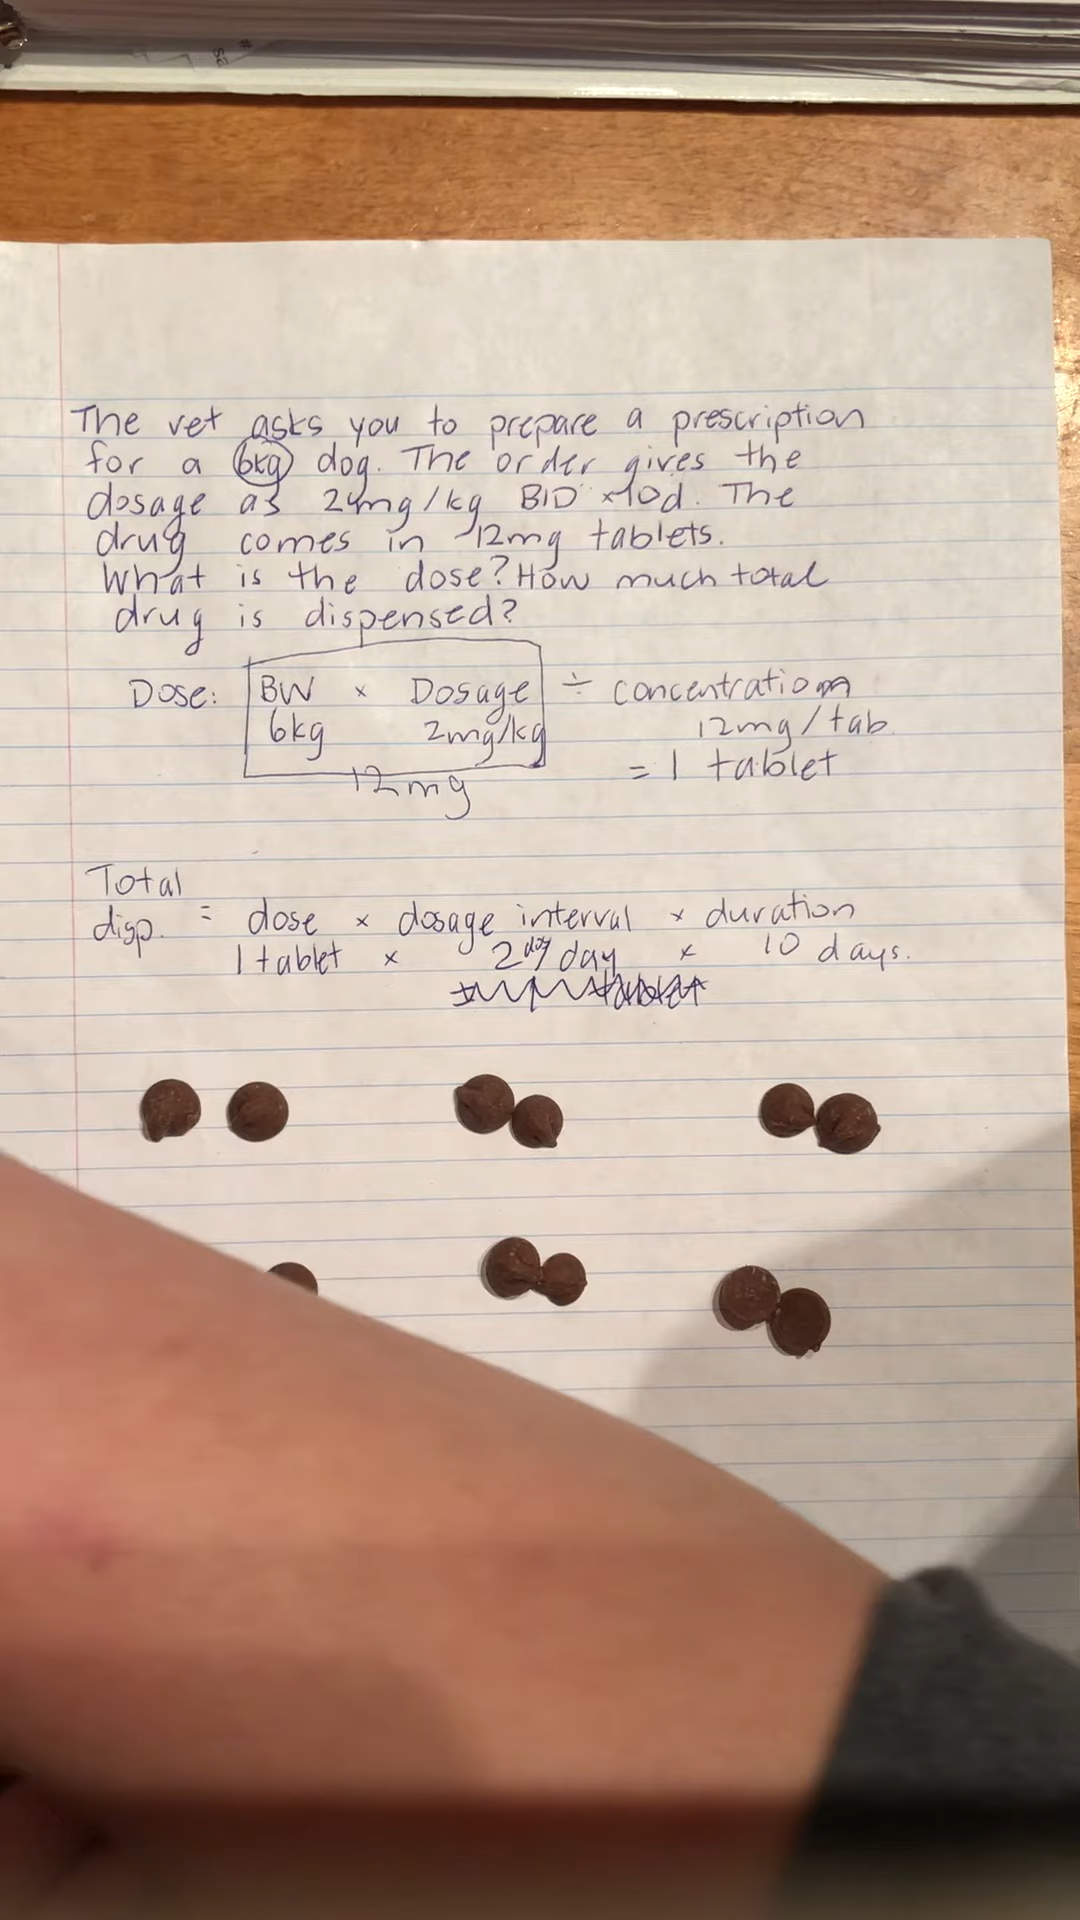 The vet asks you to prepare a prescription
for a 6kg dog. The order gives the
dosage as 2mg/kg BID x10d. The
drug comes in 12mg tablets.
What is the dose? How much total
drug is dispensed?
Dose: BW x Dosage ÷ concentration
6kg 2mg/kg 12mg/tab
12mg = 1 tablet
Total
disp. = dose x dosage interval x duration
1 tablet x 2 day x 10 days.